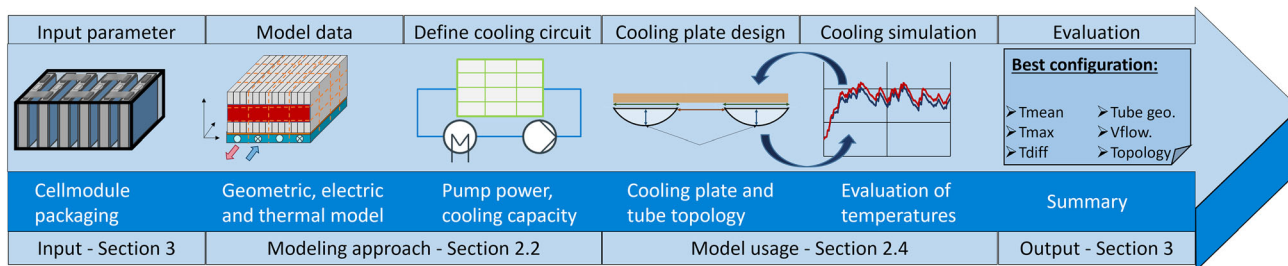 Input parameter
Model data
Define cooling circuit
Cooling plate design
Cooling simulation
Evaluation
Best configuration:
➢Tmean
➢Tmax
➢Tdiff
➢Tube geo.
➢Vflow.
➢Topology
M
Cellmodule
packaging
Geometric, electric
and thermal model
Pump power,
cooling capacity
Cooling plate and
tube topology
Evaluation of
temperatures
Summary
Input - Section 3
Modeling approach - Section 2.2
Model usage - Section 2.4
Output - Section 3